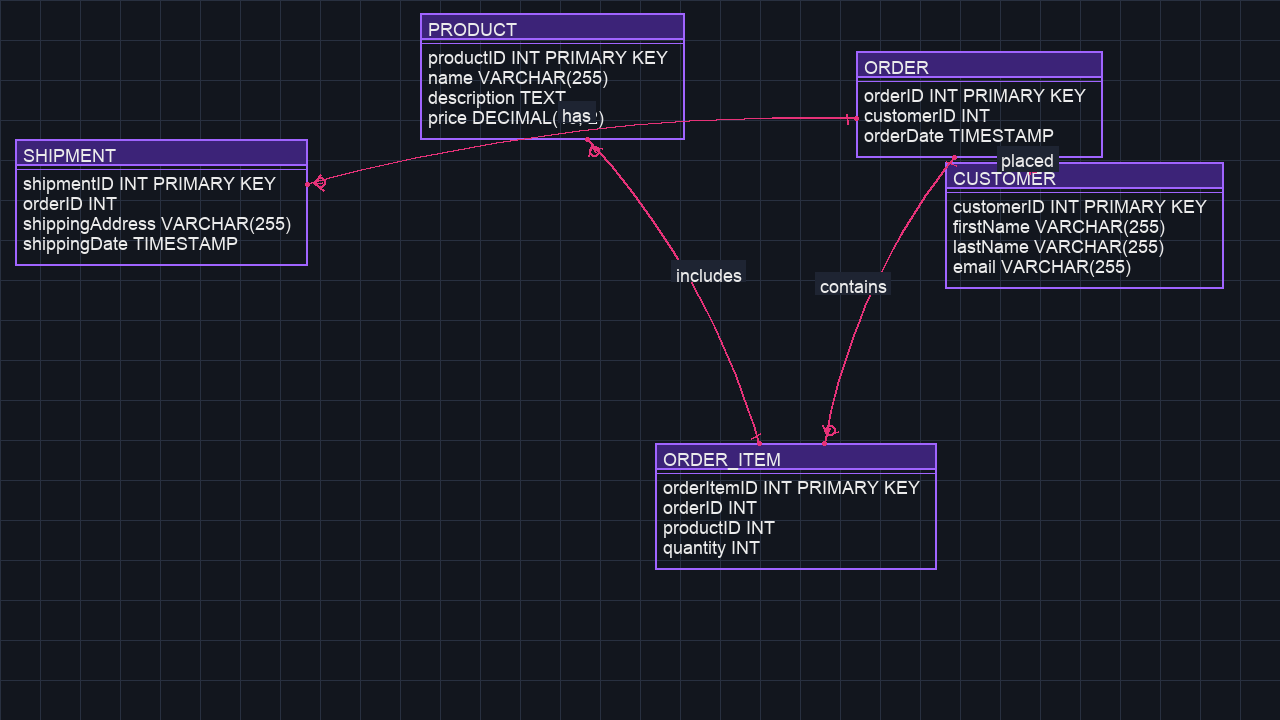 PRODUCT
productID INT PRIMARY KEY
name VARCHAR(255)
description TEXT
price DECIMAL( )
has
ORDER
orderID INT PRIMARY KEY
customerID INT
orderDate TIMESTAMP
placed
SHIPMENT
shipmentID INT PRIMARY KEY
orderID INT
shippingAddress VARCHAR(255)
shippingDate TIMESTAMP
CUSTOMER
customerID INT PRIMARY KEY
firstName VARCHAR(255)
lastName VARCHAR(255)
email VARCHAR(255)
includes
contains
ORDER_ITEM
orderItemID INT PRIMARY KEY
orderID INT
productID INT
quantity INT